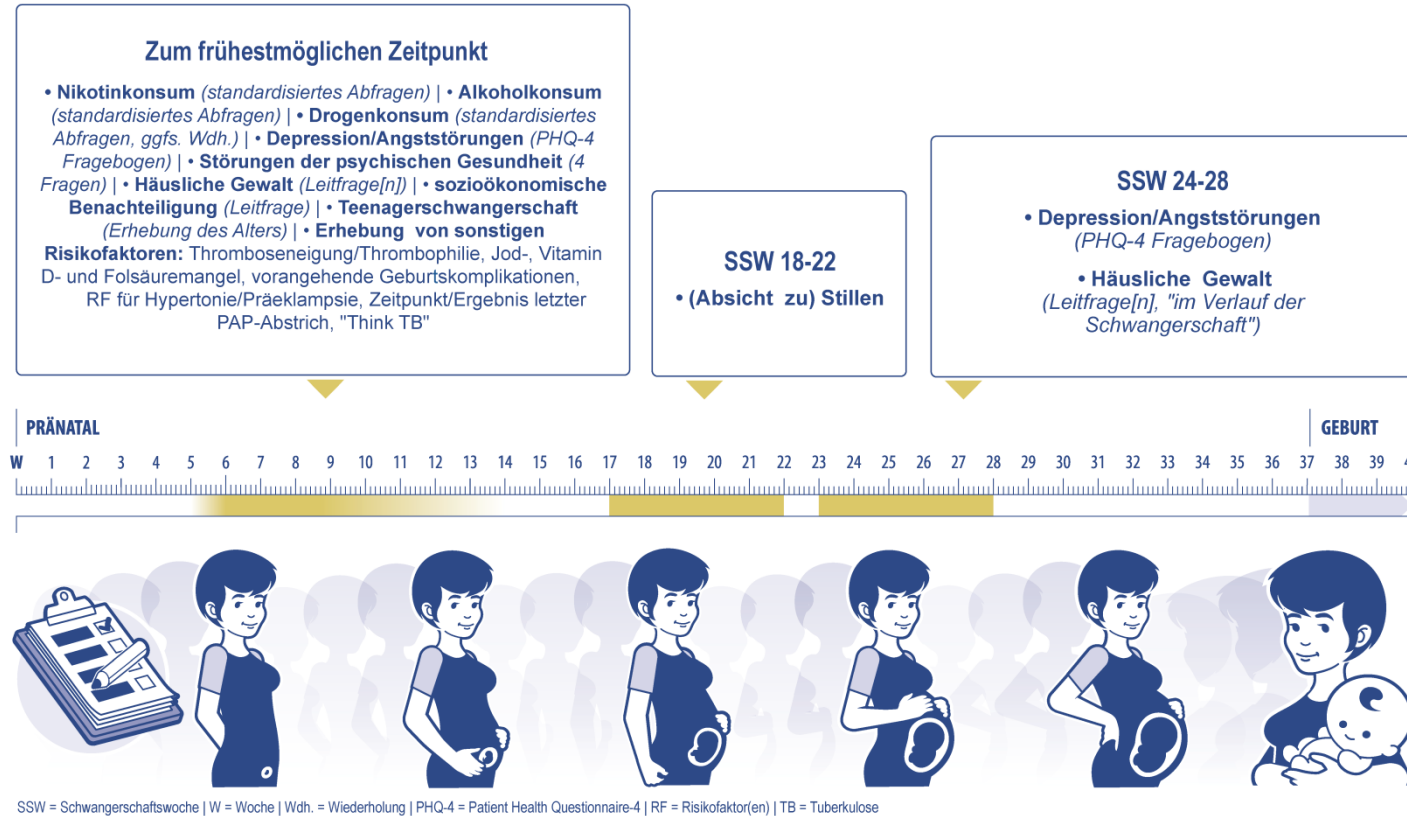 Zum frühestmöglichen Zeitpunkt
• Nikotinkonsum (standardisiertes Abfragen) | • Alkoholkonsum
(standardisiertes Abfragen) | • Drogenkonsum (standardisiertes
Abfragen, ggfs. Wdh.) | • Depression/Angststörungen (PHQ-4
Fragebogen) | • Störungen der psychischen Gesundheit (4
Fragen) | • Häusliche Gewalt (Leitfrage[n]) | • sozioökonomische
Benachteiligung (Leitfrage) | • Teenagerschwangerschaft
(Erhebung des Alters) | • Erhebung von sonstigen
Risikofaktoren: Thromboseneigung/Thrombophilie, Jod-, Vitamin
D- und Folsäuremangel, vorangehende Geburtskomplikationen,
RF für Hypertonie/Präeklampsie, Zeitpunkt/Ergebnis letzter
PAP-Abstrich, "Think TB"
SSW 18-22
• (Absicht zu) Stillen
SSW 24-28
• Depression/Angststörungen
(PHQ-4 Fragebogen)
• Häusliche Gewalt
(Leitfrage[n], "im Verlauf der
Schwangerschaft")
PRÄNATAL
GEBURT
W 1 2 3 4 5 6 7 8 9 10 11 12 13 14 15 16 17 18 19 20 21 22 23 24 25 26 27 28 29 30 31 32 33 34 35 36 37 39
SSW = Schwangerschaftswoche | W = Woche | Wdh. = Wiederholung | PHQ-4 = Patient Health Questionnaire-4 | RF = Risikofaktor(en) | TB = Tuberkulose